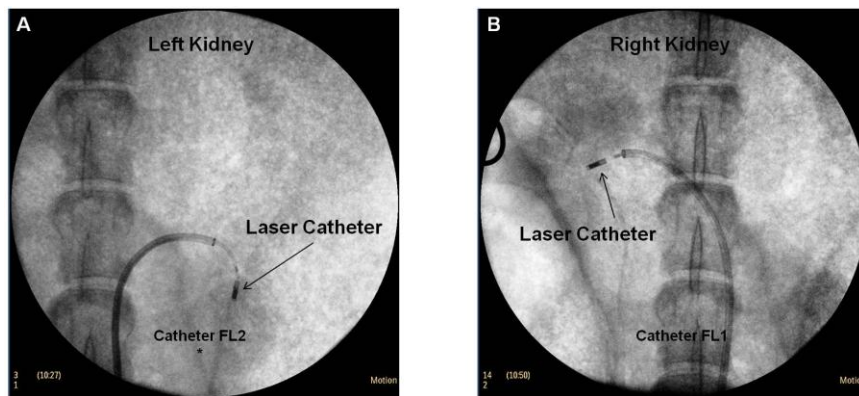 A
Left Kidney
Laser Catheter
Catheter FL2
*
3 (10:27)
1
Motion
B
Right Kidney
Laser Catheter
Catheter FL1
14 (10:50)
2
Motio